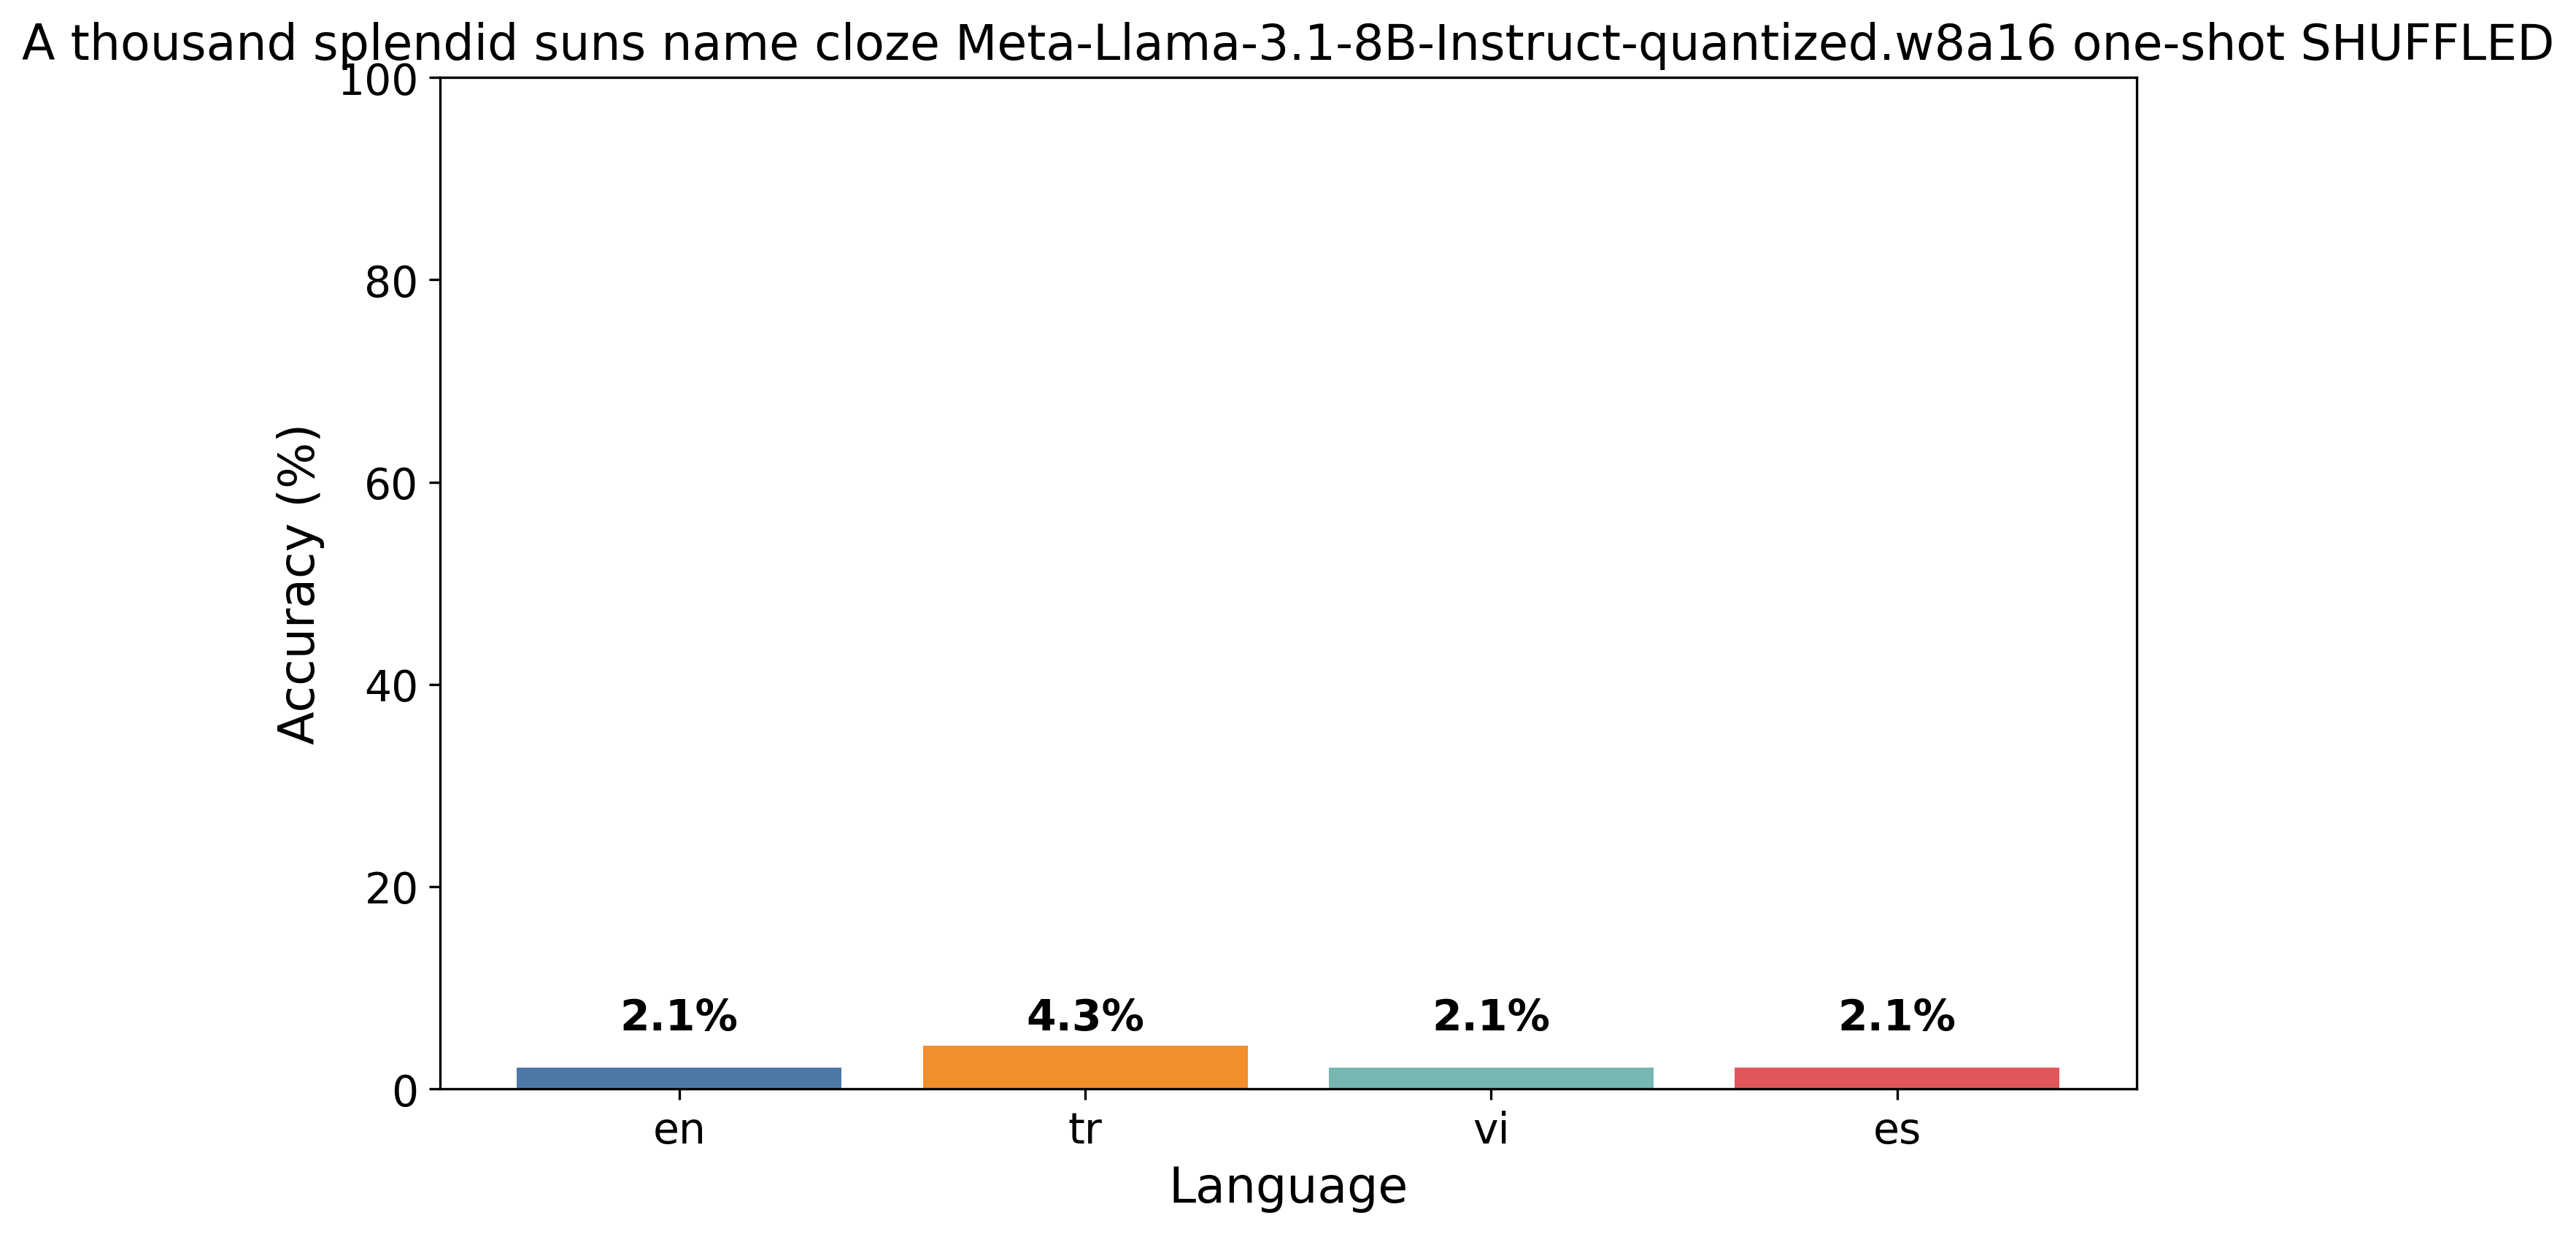 A thousand splendid suns name cloze Meta-Llama-3.1-8B-Instruct-quantized.w8a16 one-shot SHUFFLED
100
80
60
40
20
0
Accuracy (%)
2.1%
4.3%
2.1%
2.1%
en
tr
vi
es
Language